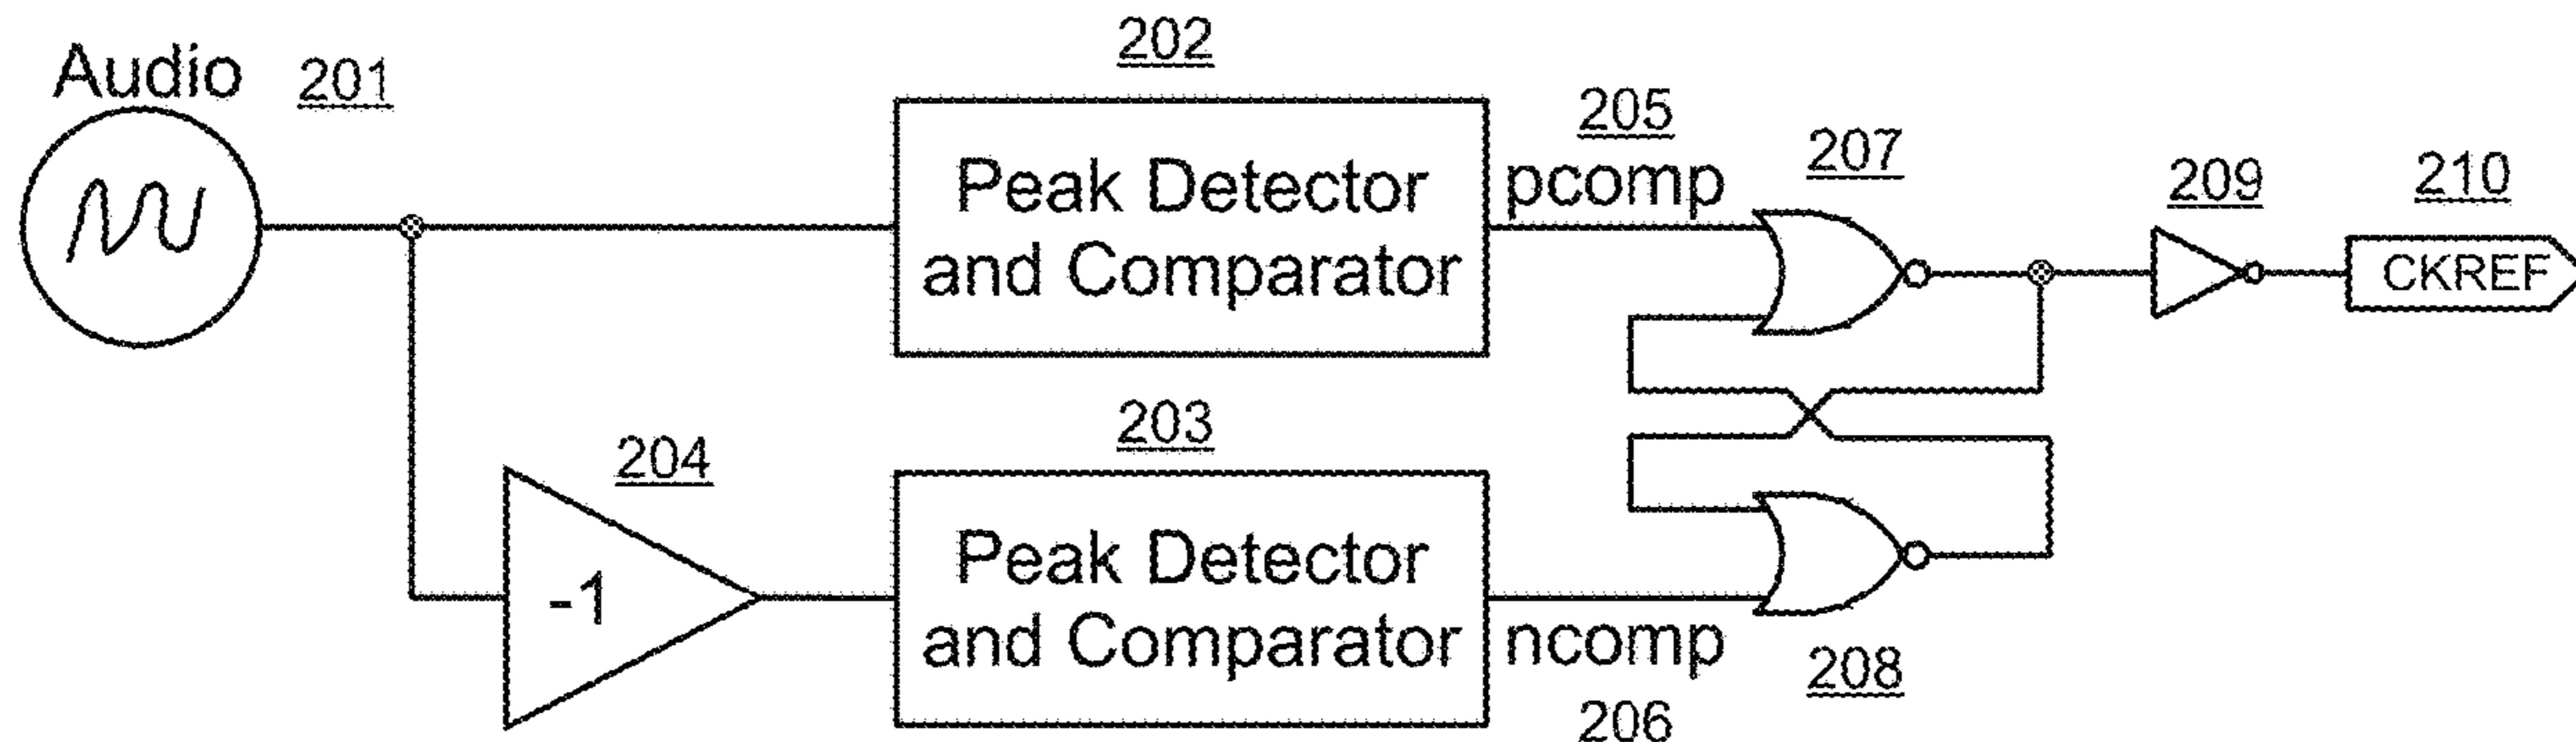 Audio 201
202
Peak Detector
and Comparator
205
pcomp
207
209
210
CKREF
204
-1
203
Peak Detector
and Comparator
ncomp
206
208